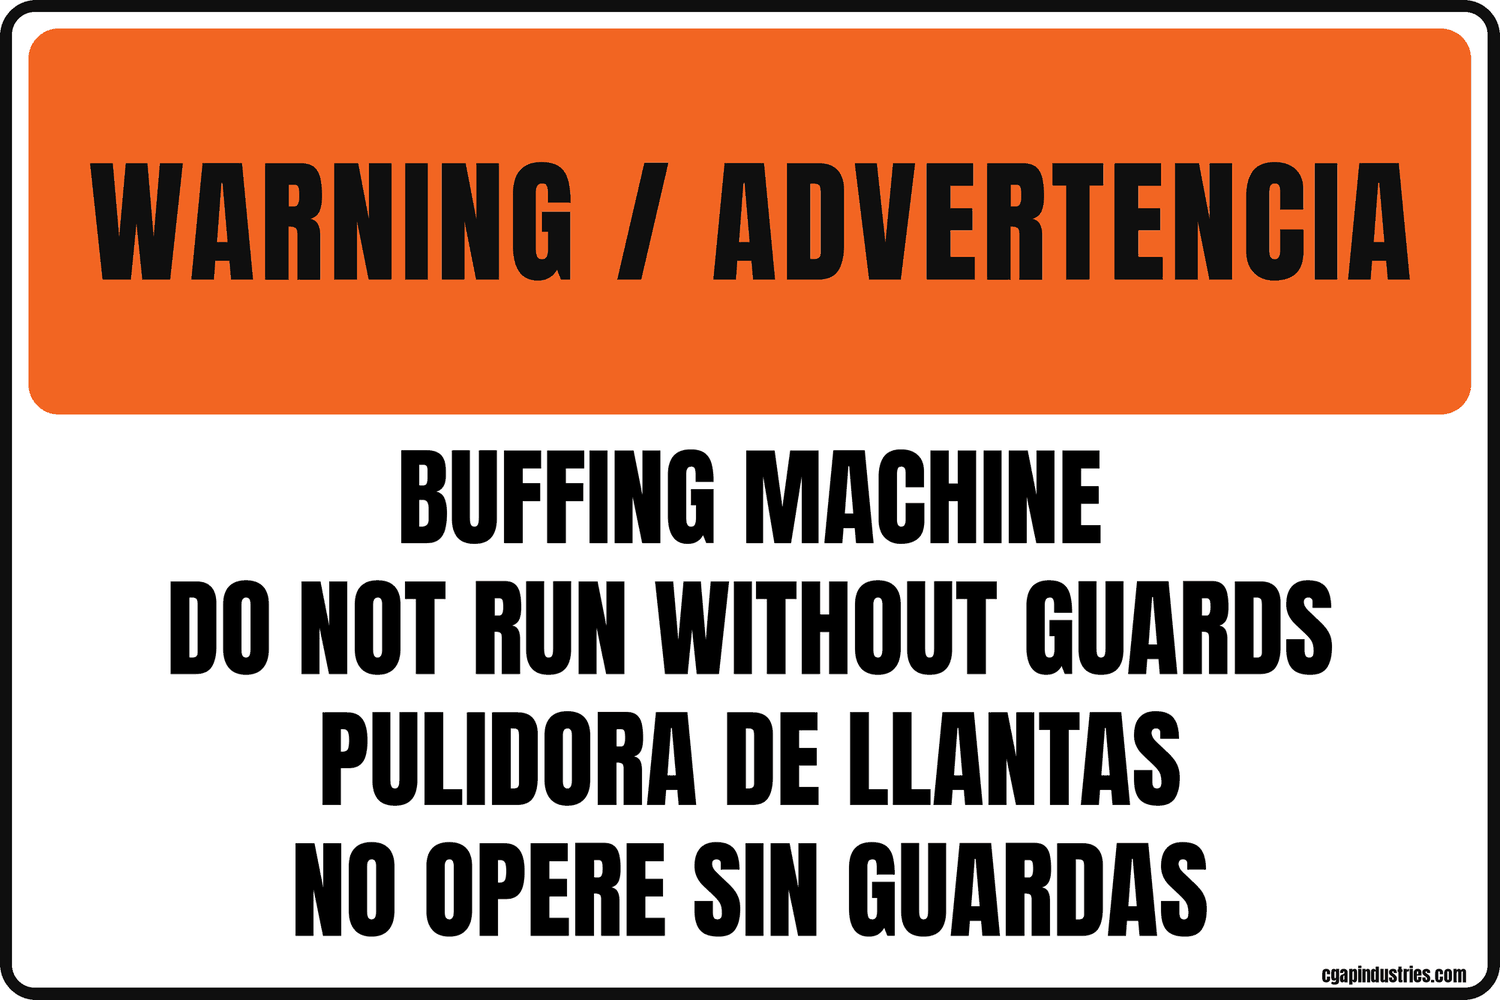 WARNING / ADVERTENCIA
BUFFING MACHINE
DO NOT RUN WITHOUT GUARDS
PULIDORA DE LLANTAS
NO OPERE SIN GUARDAS
cgapindustries.com